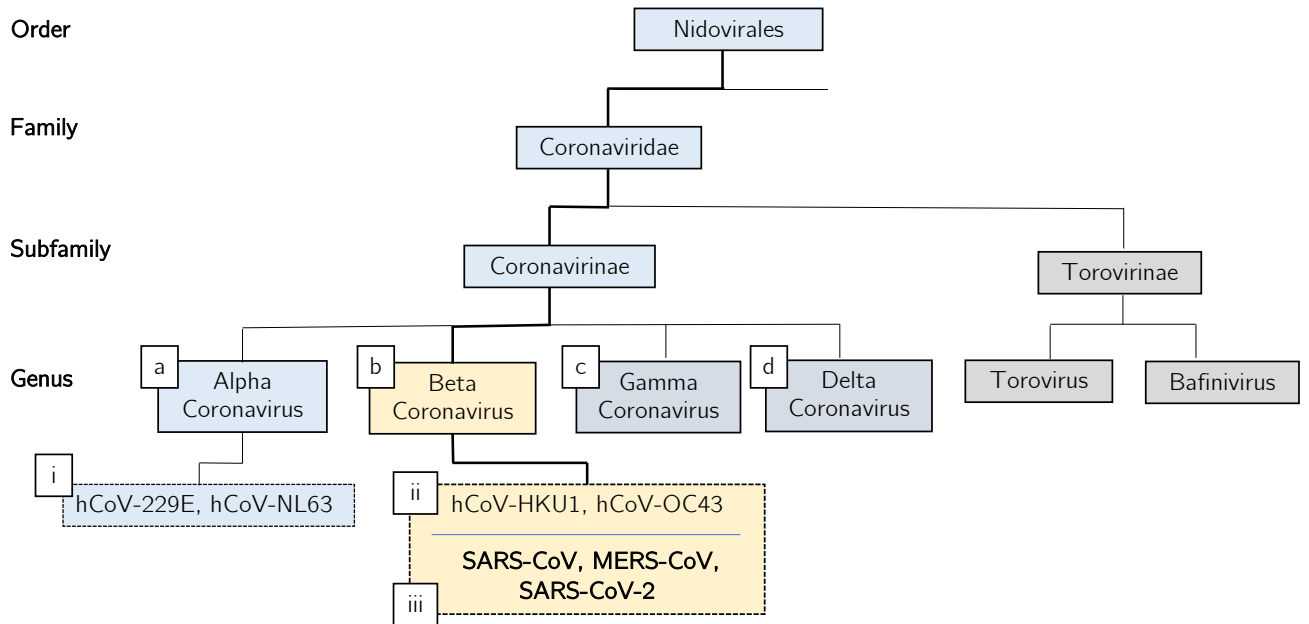 Order
Nidovirales
Family
Coronaviridae
Subfamily
Coronavirinae
Torovirinae
Genus
a
Alpha
Coronavirus
b
Beta
Coronavirus
c
Gamma
Coronavirus
d
Delta
Coronavirus
Torovirus
Bafinivirus
i
hCoV-229E, hCoV-NL63
ii
hCoV-HKU1, hCoV-OC43
SARS-CoV, MERS-CoV,
SARS-CoV-2
iii